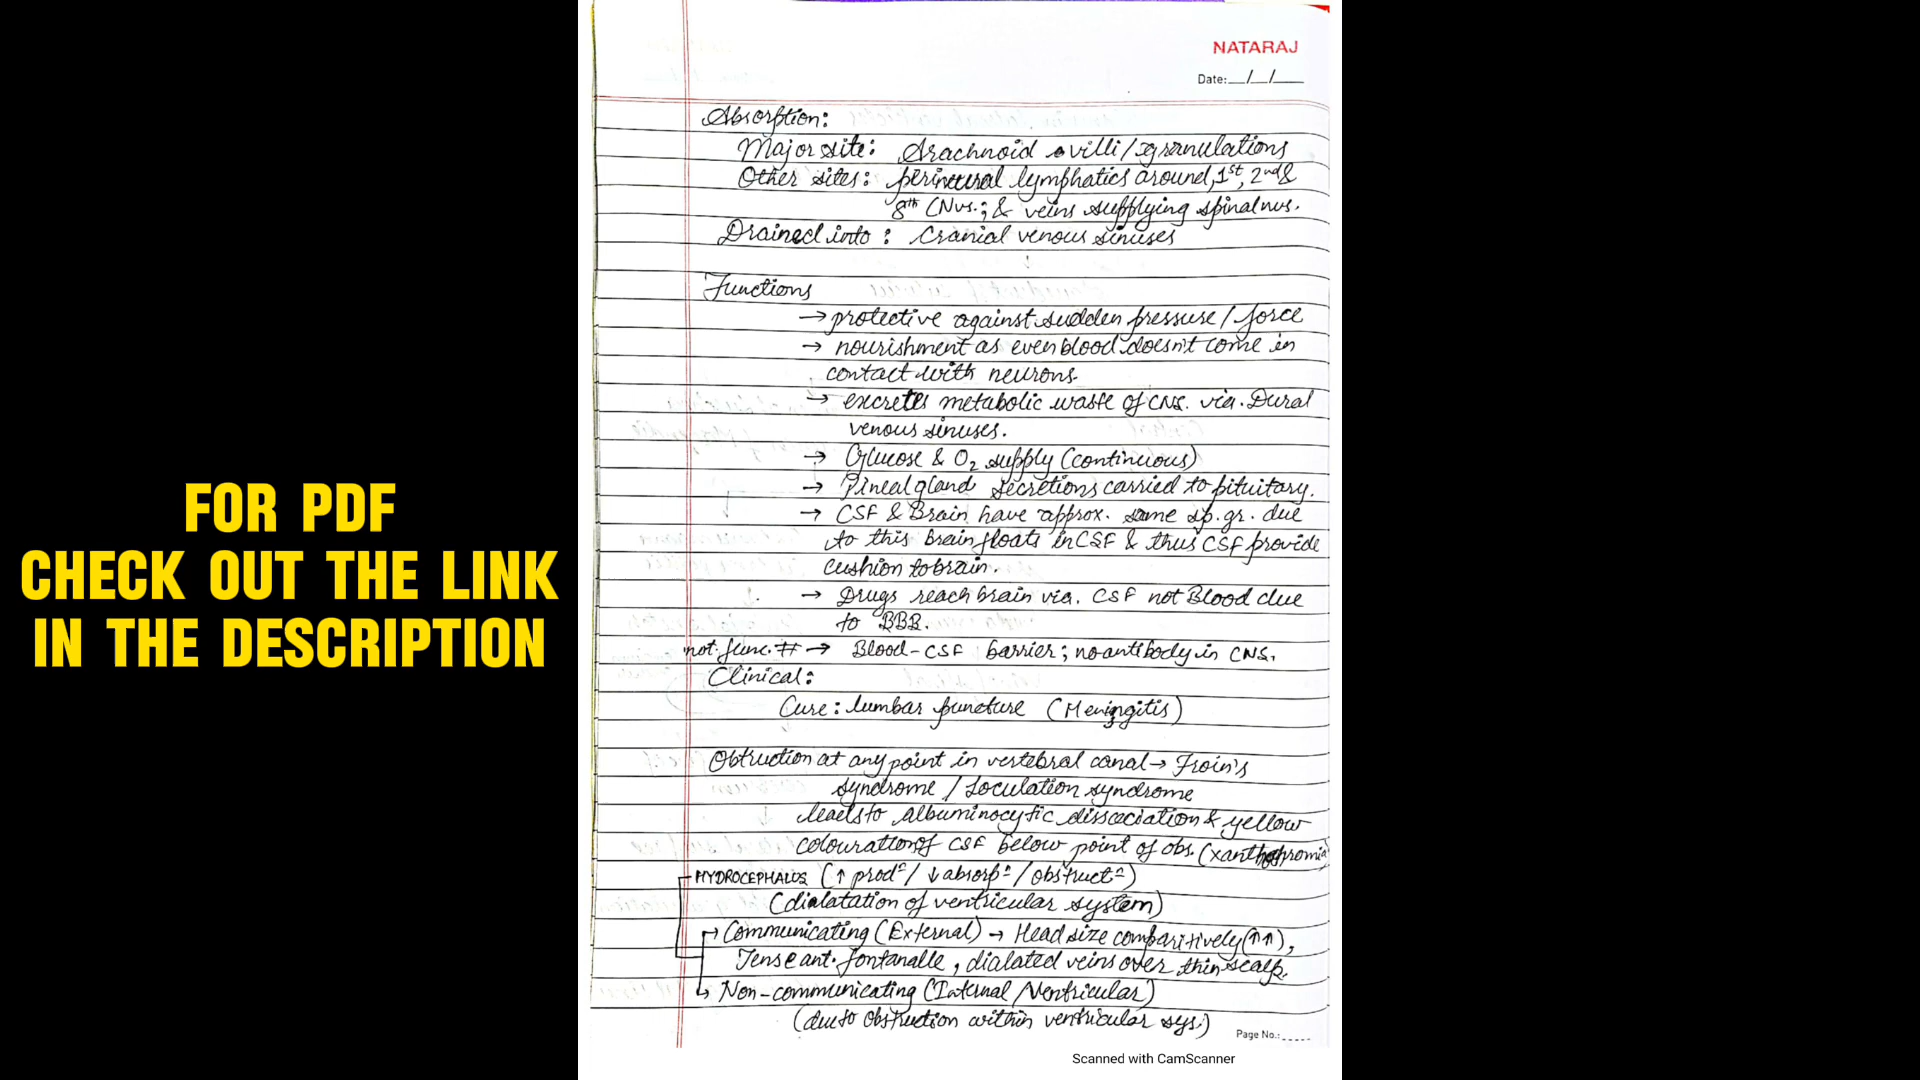 FOR PDF
CHECK OUT THE LINK
IN THE DESCRIPTION
NATARAJ
Date:__/__/___
Absorption:
Major site: Arachnoid villi/granulations
Other sites: perineural lymphatics around 1st, 2nd &
8th CNvs.; & veins supplying spinal nvs.
Drained into: Cranial venous sinuses
Functions
→ protective against sudden pressure / force
→ nourishment as even blood doesn't come in
contact with neurons.
→ excretes metabolic waste of CNS. via. Dural
venous sinuses.
→ Glucose & O2 supply (continuous)
→ Pineal gland secretions carried to pituitary.
→ CSF & Brain have approx. same sp. gr. due
to this brain floats in CSF & thus CSF provide
cushion to brain.
→ Drugs reach brain via. CSF not Blood due
to BBB.
not func. # → Blood-CSF barrier; no antibody in CNS.
Clinical:
Cure: lumbar puncture (Meningitis)
Obtruction at any point in vertebral canal → Froin's
syndrome / Loculation syndrome
leads to albuminocytic dissociation & yellow
colouration of CSF below point of obs. (xanthochromia)
HYDROCEPHALUS (↑ prodn / ↓ absorpn / obstructn)
(dialatation of ventricular system)
→ Communicating (External) → Head size comparitively (↑↑),
Tense ant. fontanalle, dialated veins over thin scalp.
↳ Non-communicating (Internal / Ventricular)
(due to obstruction within ventricular sys.)
Page No.:_____
Scanned with CamScanner